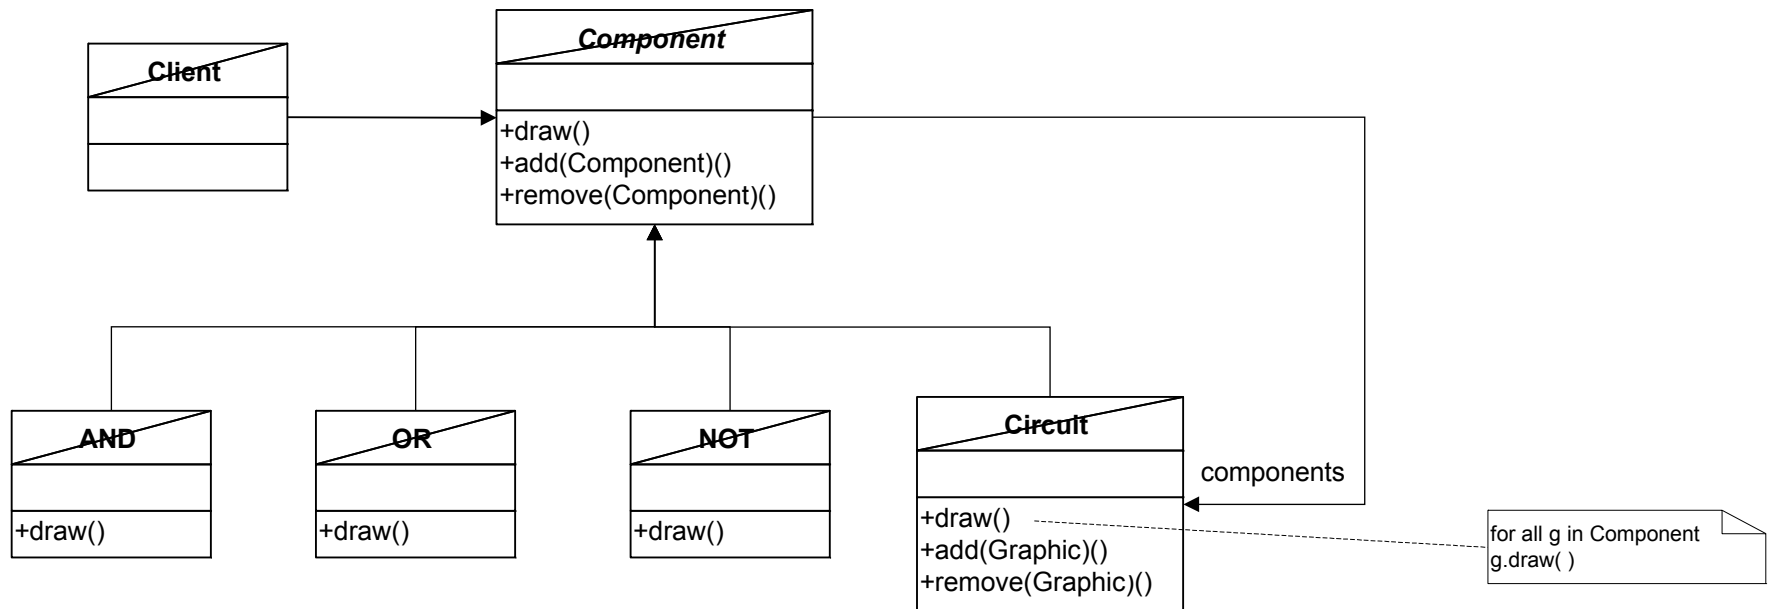 Client
Component
+draw()
+add(Component)()
+remove(Component)()
AND
+draw()
OR
+draw()
NOT
+draw()
Circuit
+draw()
+add(Graphic)()
+remove(Graphic)()
components
for all g in Component
g.draw( )